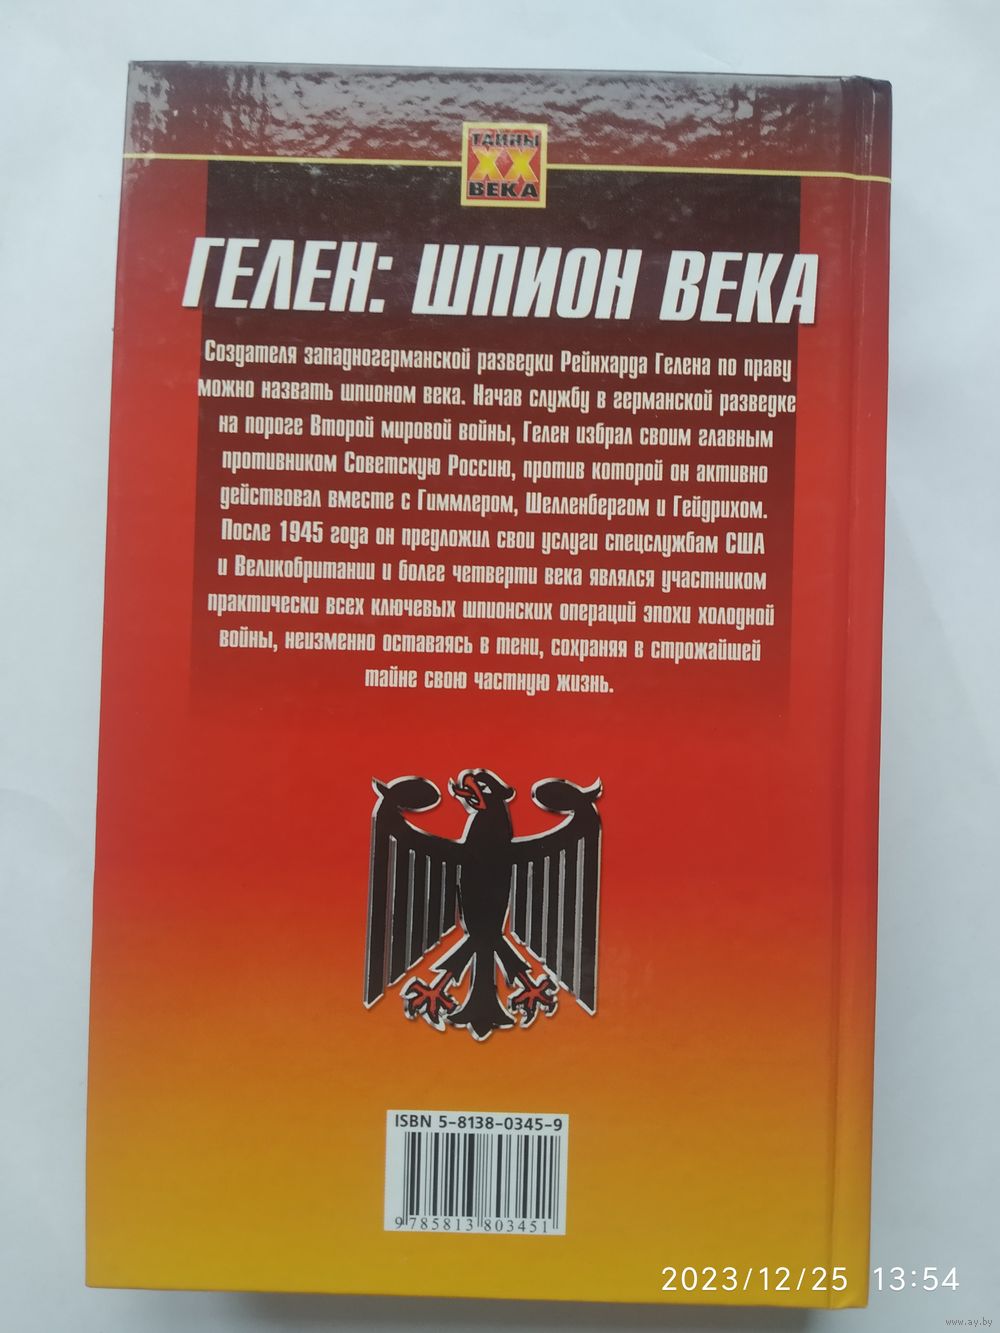 ТАЙНЫ
XX
ВЕКА
ГЕЛЕН: ШПИОН ВЕКА
Создателя западногерманской разведки Рейнхарда Гелена по праву
можно назвать шпионом века. Начав службу в германской разведке
на пороге Второй мировой войны, Гелен избрал своим главным
противником Советскую Россию, против которой он активно
действовал вместе с Гиммлером, Шелленбергом и Гейдрихом.
После 1945 года он предложил свои услуги спецслужбам США
и Великобритании и более четверти века являлся участником
практически всех ключевых шпионских операций эпохи холодной
войны, неизменно оставаясь в тени, сохраняя в строжайшей
тайне свою частную жизнь.
ISBN 5-8138-0345-9
9 785813 803451
2023/12/25 13:54
www.ay.by